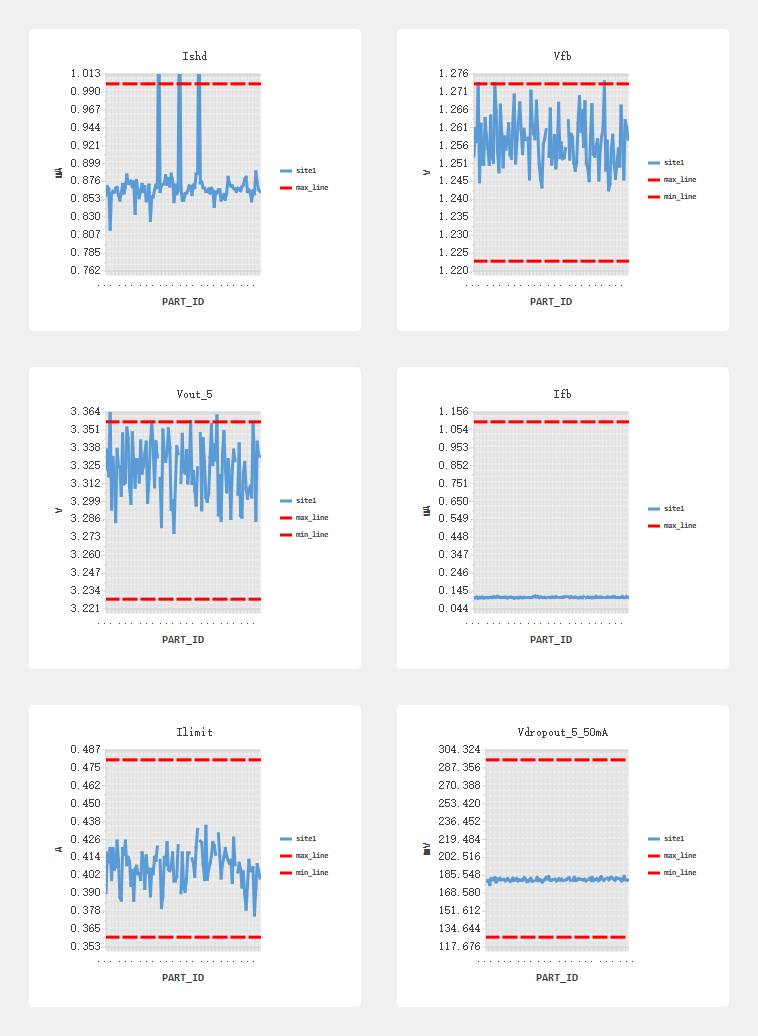 Ishd
1.013
0.990
0.967
0.944
0.921
0.899
0.876
0.853
0.830
0.807
0.785
0.762
site1
max_line
PART_ID
Vfb
1.276
1.271
1.266
1.261
1.256
1.251
1.245
1.240
1.235
1.230
1.225
1.220
V
site1
max_line
min_line
PART_ID
Vout_5
3.364
3.351
3.338
3.325
3.312
3.299
3.286
3.273
3.260
3.247
3.234
3.221
V
site1
max_line
min_line
PART_ID
Ifb
1.156
1.054
0.953
0.852
0.751
0.650
0.549
0.448
0.347
0.246
0.145
0.044
site1
max_line
PART_ID
Ilimit
0.487
0.475
0.462
0.450
0.438
0.426
0.414
0.402
0.390
0.378
0.365
0.353
A
site1
max_line
min_line
PART_ID
Vdropout_5_50mA
304.324
287.356
270.388
253.420
236.452
219.484
202.516
185.548
168.580
151.612
134.644
117.676
mV
site1
max_line
min_line
PART_ID